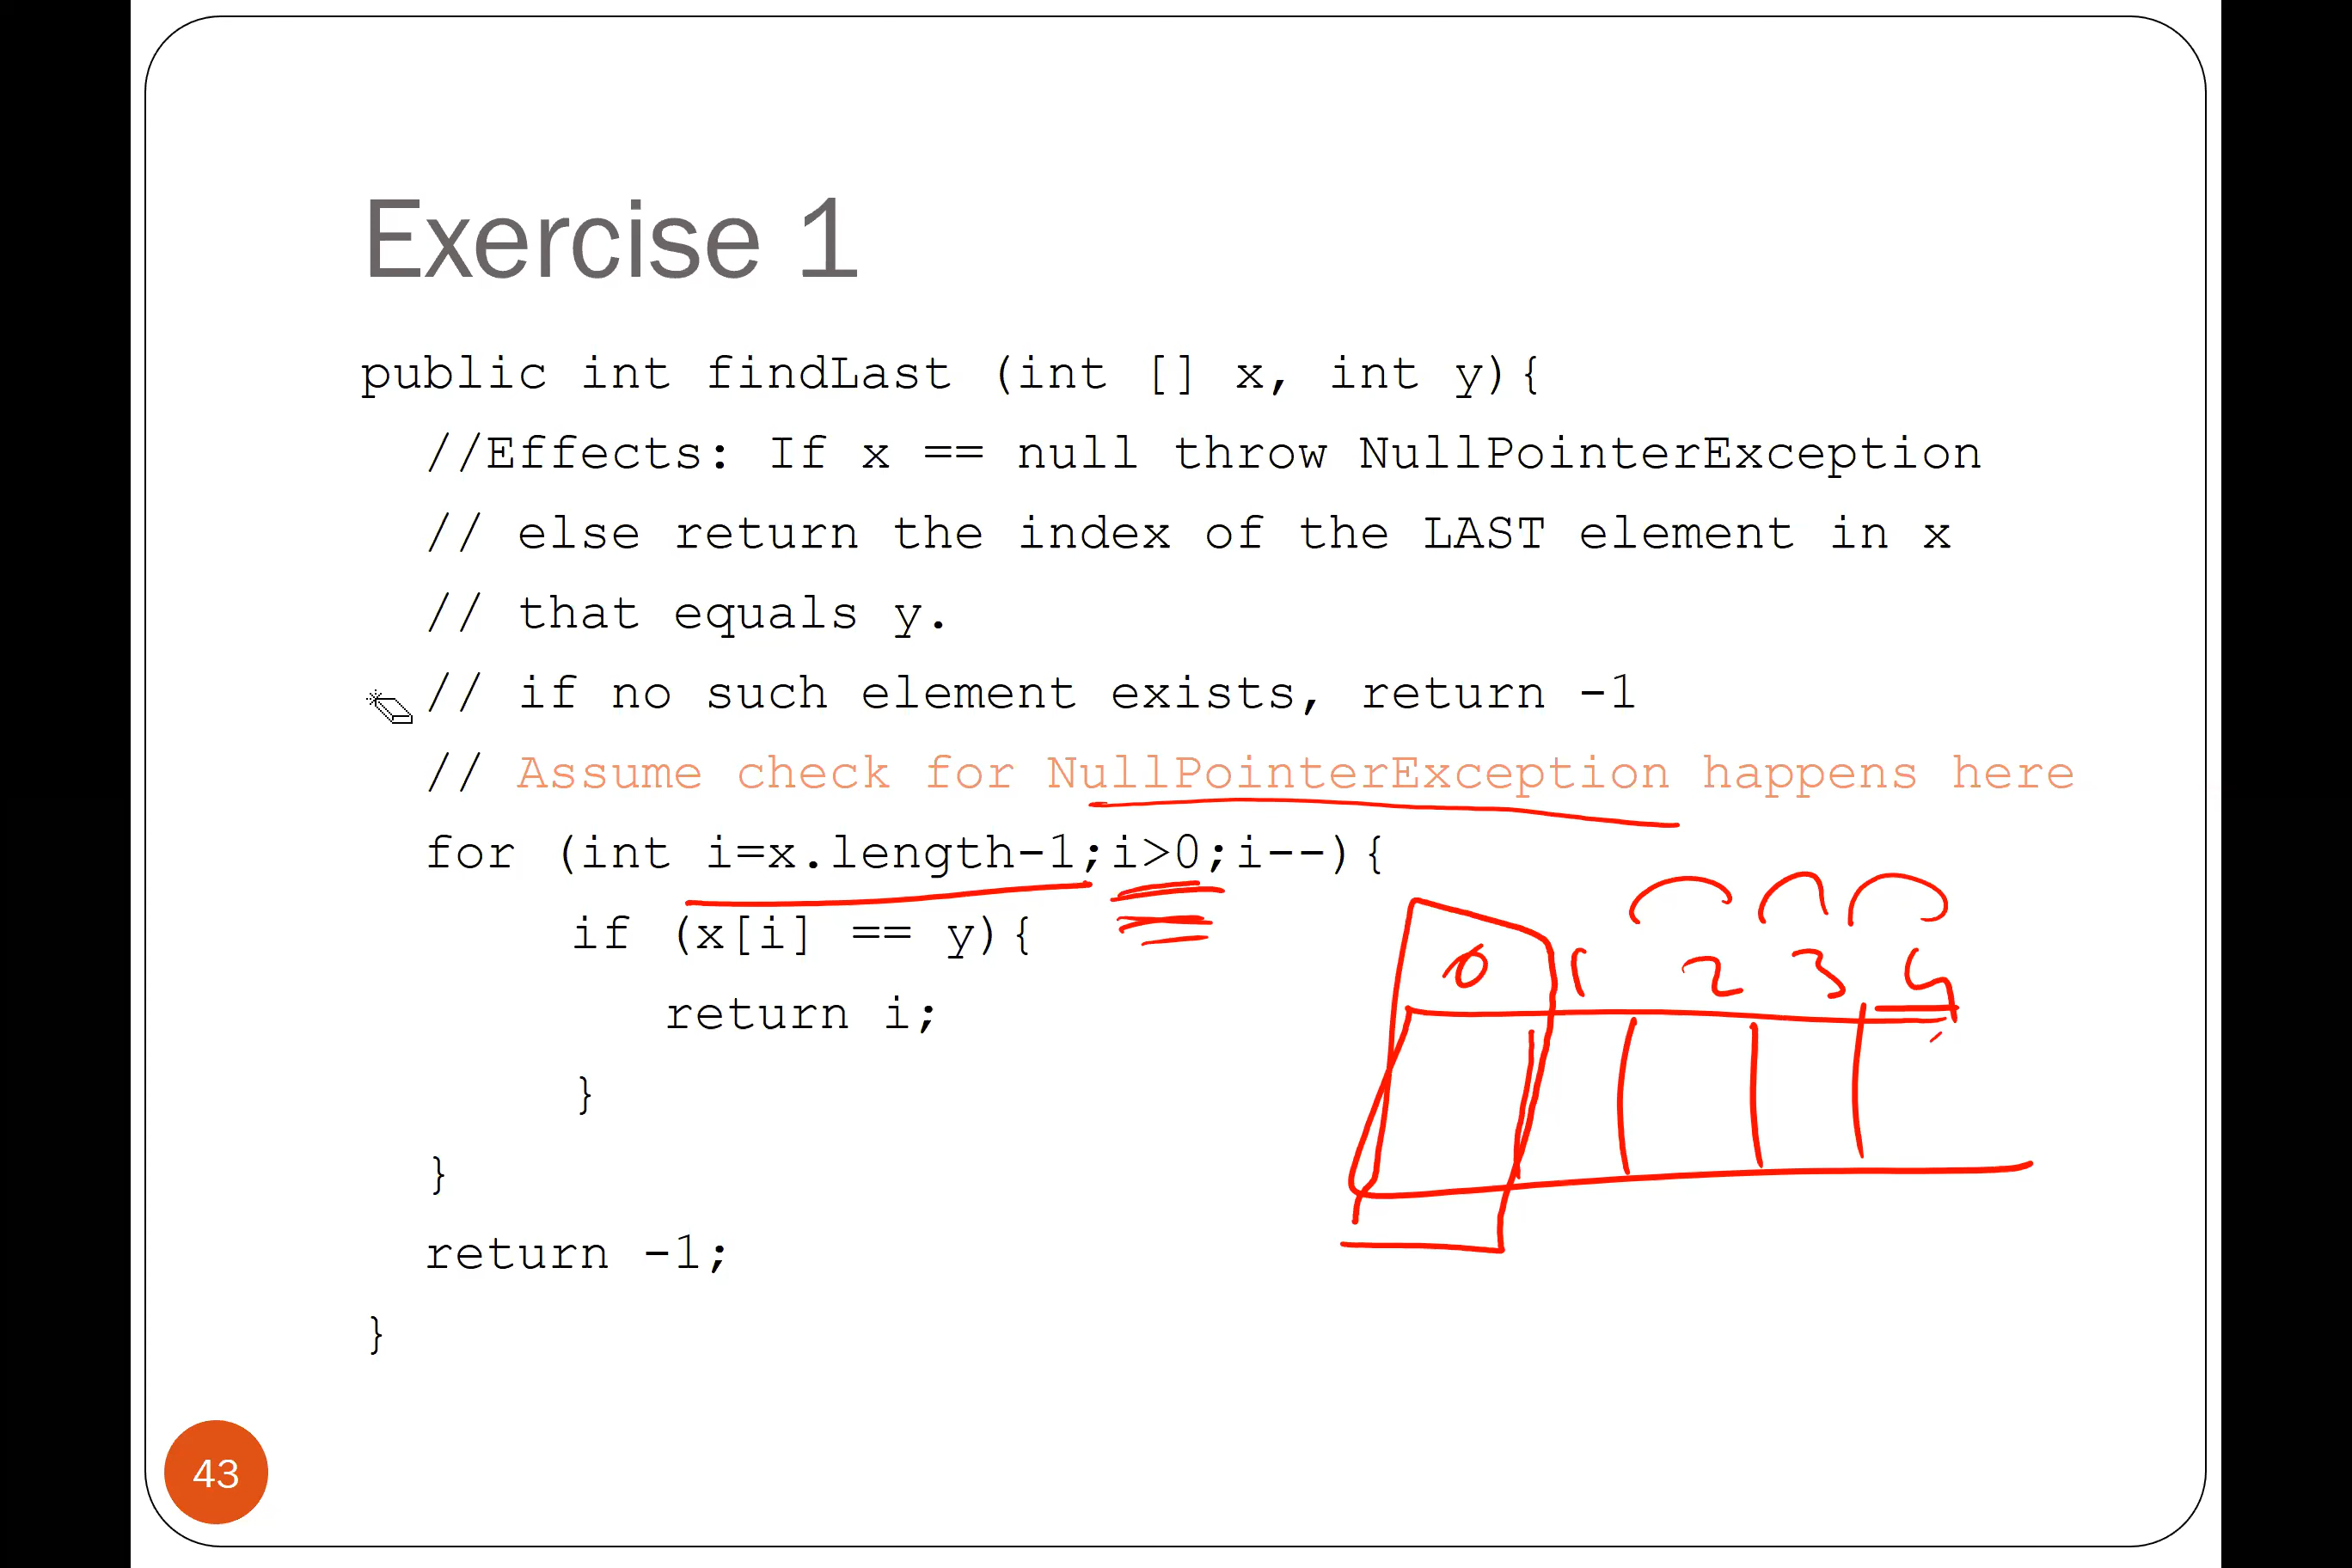 Exercise 1
public int findLast (int [] x, int y){
//Effects: If x == null throw NullPointerException
// else return the index of the LAST element in x
// that equals y.
// if no such element exists, return -1
// Assume check for NullPointerException happens here
for (int i=x.length-1;i>0;i--){
if (x[i] == y){
0 1 2 3 4
return i;
}
}
return -1;
}
43